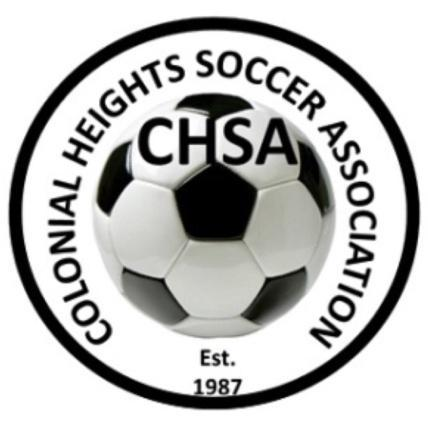 COLONIAL HEIGHTS SOCCER ASSOCIATION
CHSA
Est.
1987